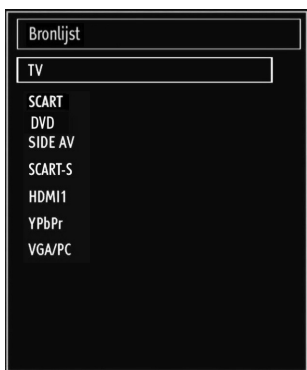 Bronlijst
TV
SCART
DVD
SIDE AV
SCART-S
HDMI1
YPbPr
VGA/PC